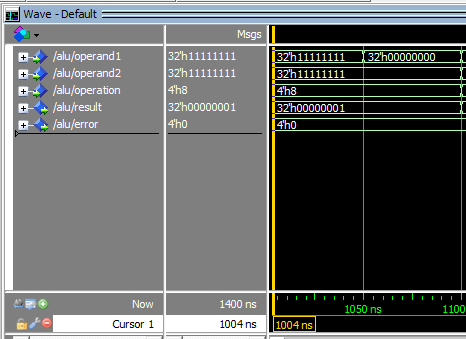 Wave - Default
Msgs
/alu/operand1 32'h11111111 32'h11111111 32'h00000000
/alu/operand2 32'h11111111 32'h11111111
/alu/operation 4'h8 4'h8
/alu/result 32'h00000001 32'h00000001
/alu/error 4'h0 4'h0
Now 1400 ns 1050 ns 1100
Cursor 1 1004 ns 1004 ns